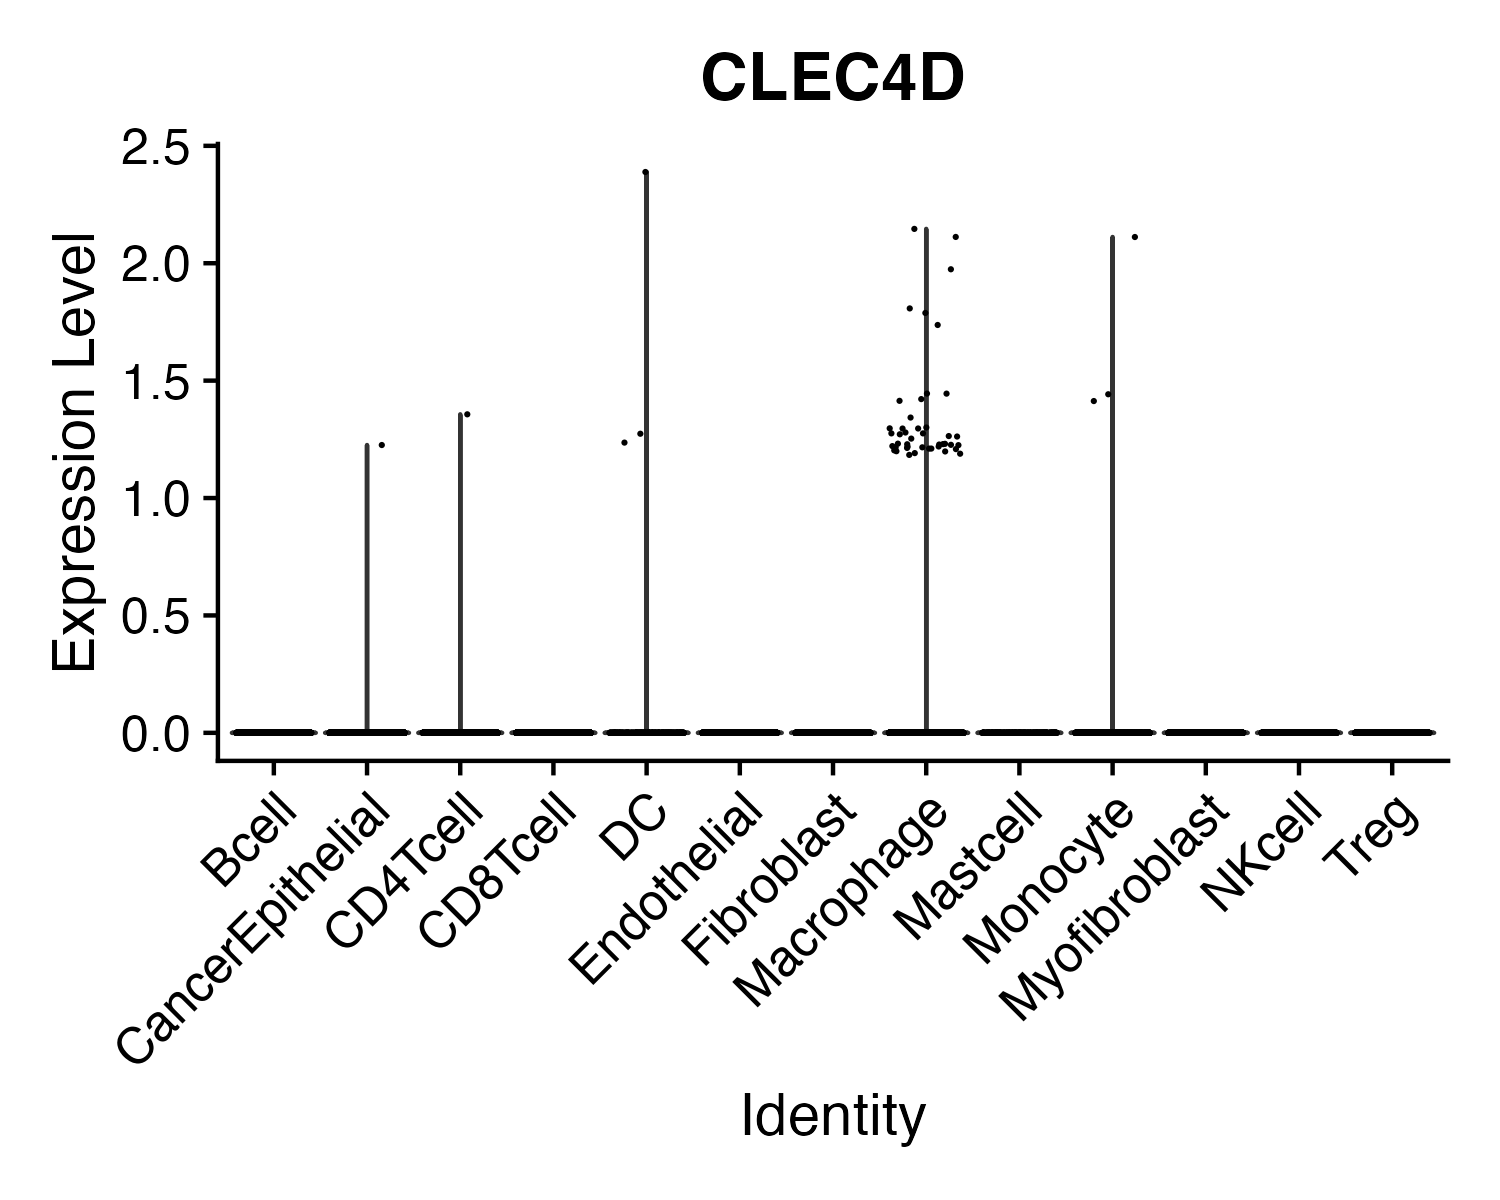 CLEC4D
Expression Level
2.5
2.0
1.5
1.0
0.5
0.0
Bcell
CancerEpithelial
CD4Tcell
CD8Tcell
DC
Endothelial
Fibroblast
Macrophage
Mastcell
Monocyte
Myofibroblast
NKcell
Treg
Identity